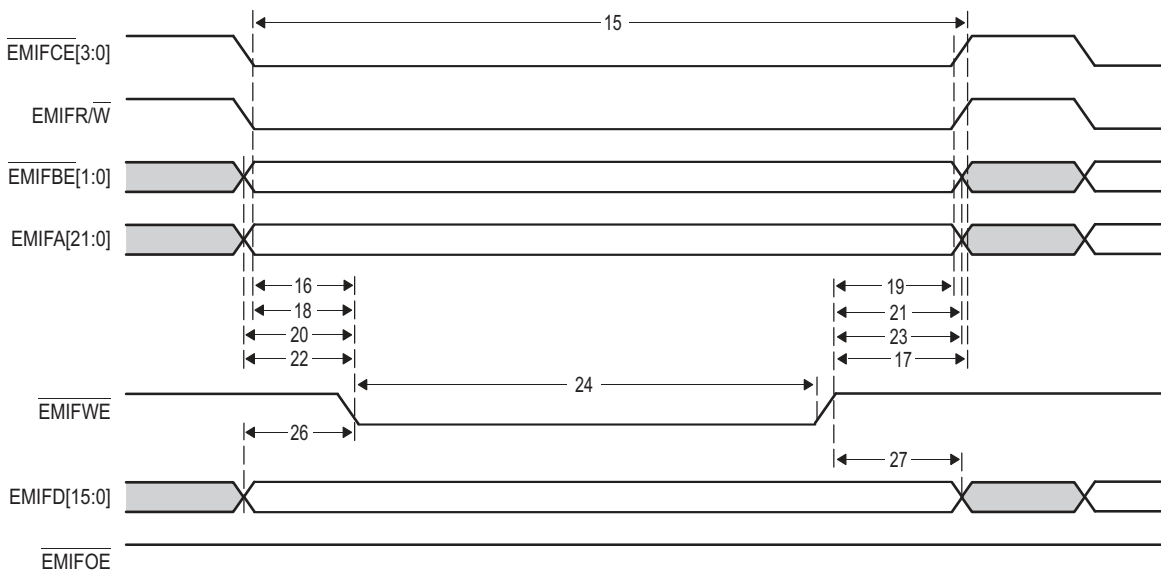 15
EMIFCE[3:0]
EMIFR/W
EMIFBE[1:0]
EMIFA[21:0]
16 19
18 21
20 23
22 17
24
EMIFWE
26
27
EMIFD[15:0]
EMIFOE